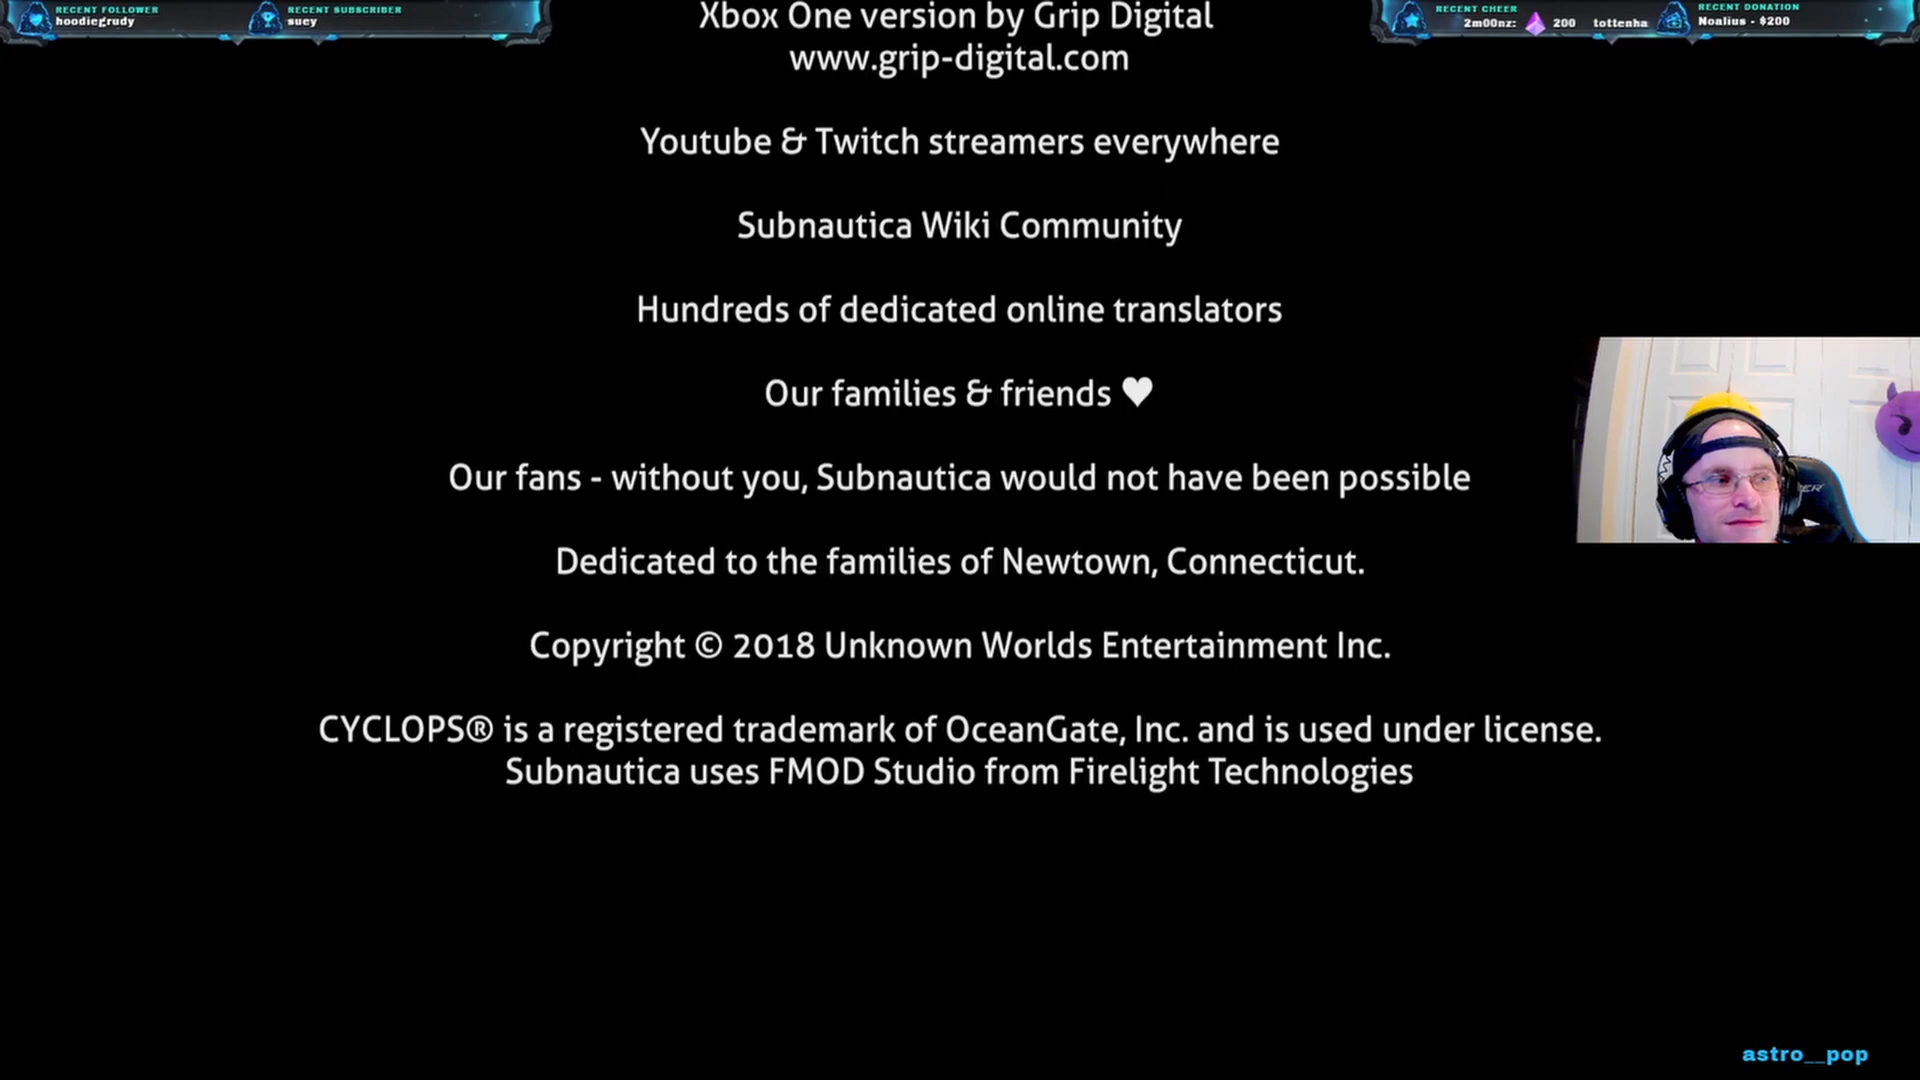 RECENT FOLLOWER
hoodiegrudy
RECENT SUBSCRIBER
suey
RECENT CHEER
2m00nz: 200 tottenha
RECENT DONATION
Noalius - $200
Xbox One version by Grip Digital
www.grip-digital.com
Youtube & Twitch streamers everywhere
Subnautica Wiki Community
Hundreds of dedicated online translators
Our families & friends ♥
Our fans - without you, Subnautica would not have been possible
Dedicated to the families of Newtown, Connecticut.
Copyright © 2018 Unknown Worlds Entertainment Inc.
CYCLOPS® is a registered trademark of OceanGate, Inc. and is used under license.
Subnautica uses FMOD Studio from Firelight Technologies
astro__pop